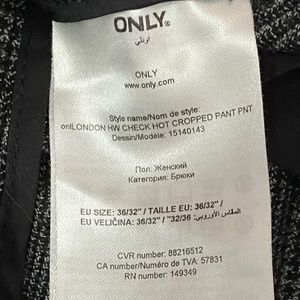 ONLY®
اونلي
ONLY
www.only.com
Style name/Nom de style:
onlLONDON HW CHECK HOT CROPPED PANT PNT
Dessin/Modèle: 15140143
Пол: Женский
Категория: Брюки
EU SIZE: 36/32" / TAILLE EU: 36/32" /
EU VELIČINA: 36/32" / المقاس الأوروبي: 36/32"
CVR number: 88216512
CA number/Numéro de TVA: 57831
RN number: 149349